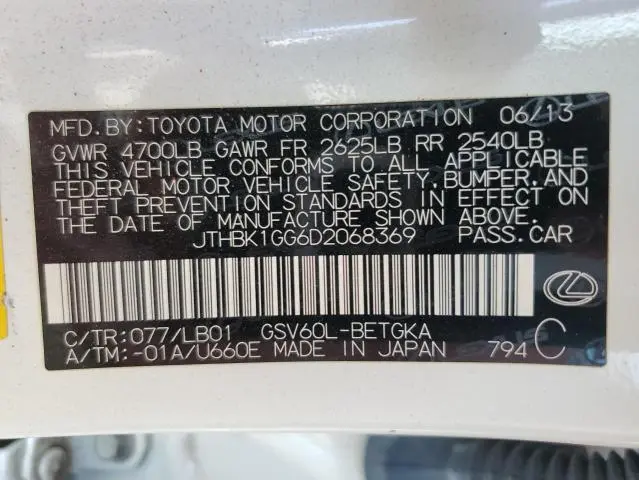 MFD.BY:TOYOTA MOTOR CORPORATION 06/13
GVWR 4700LB GAWR FR 2625LB RR 2540LB
THIS VEHICLE CONFORMS TO ALL APPLICABLE
FEDERAL MOTOR VEHICLE SAFETY,BUMPER,AND
THEFT PREVENTION STANDARDS IN EFFECT ON
THE DATE OF MANUFACTURE SHOWN ABOVE.
JTHBK1GG6D2068369 PASS.CAR
C/TR:077/LB01 GSV60L-BETGKA
A/TM:-01A/U660E MADE IN JAPAN 794 C